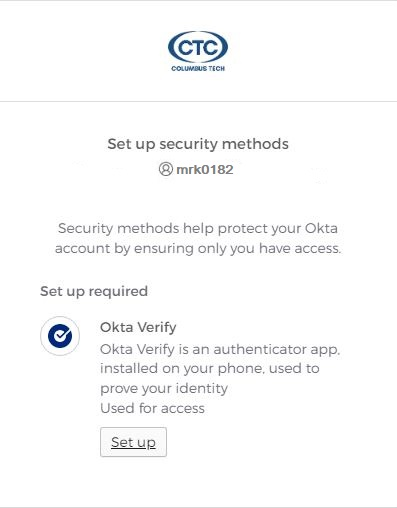 CTC
COLUMBUS TECH
Set up security methods
mrk0182
Security methods help protect your Okta
account by ensuring only you have access.
Set up required
Okta Verify
Okta Verify is an authenticator app,
installed on your phone, used to
prove your identity
Used for access
Set up